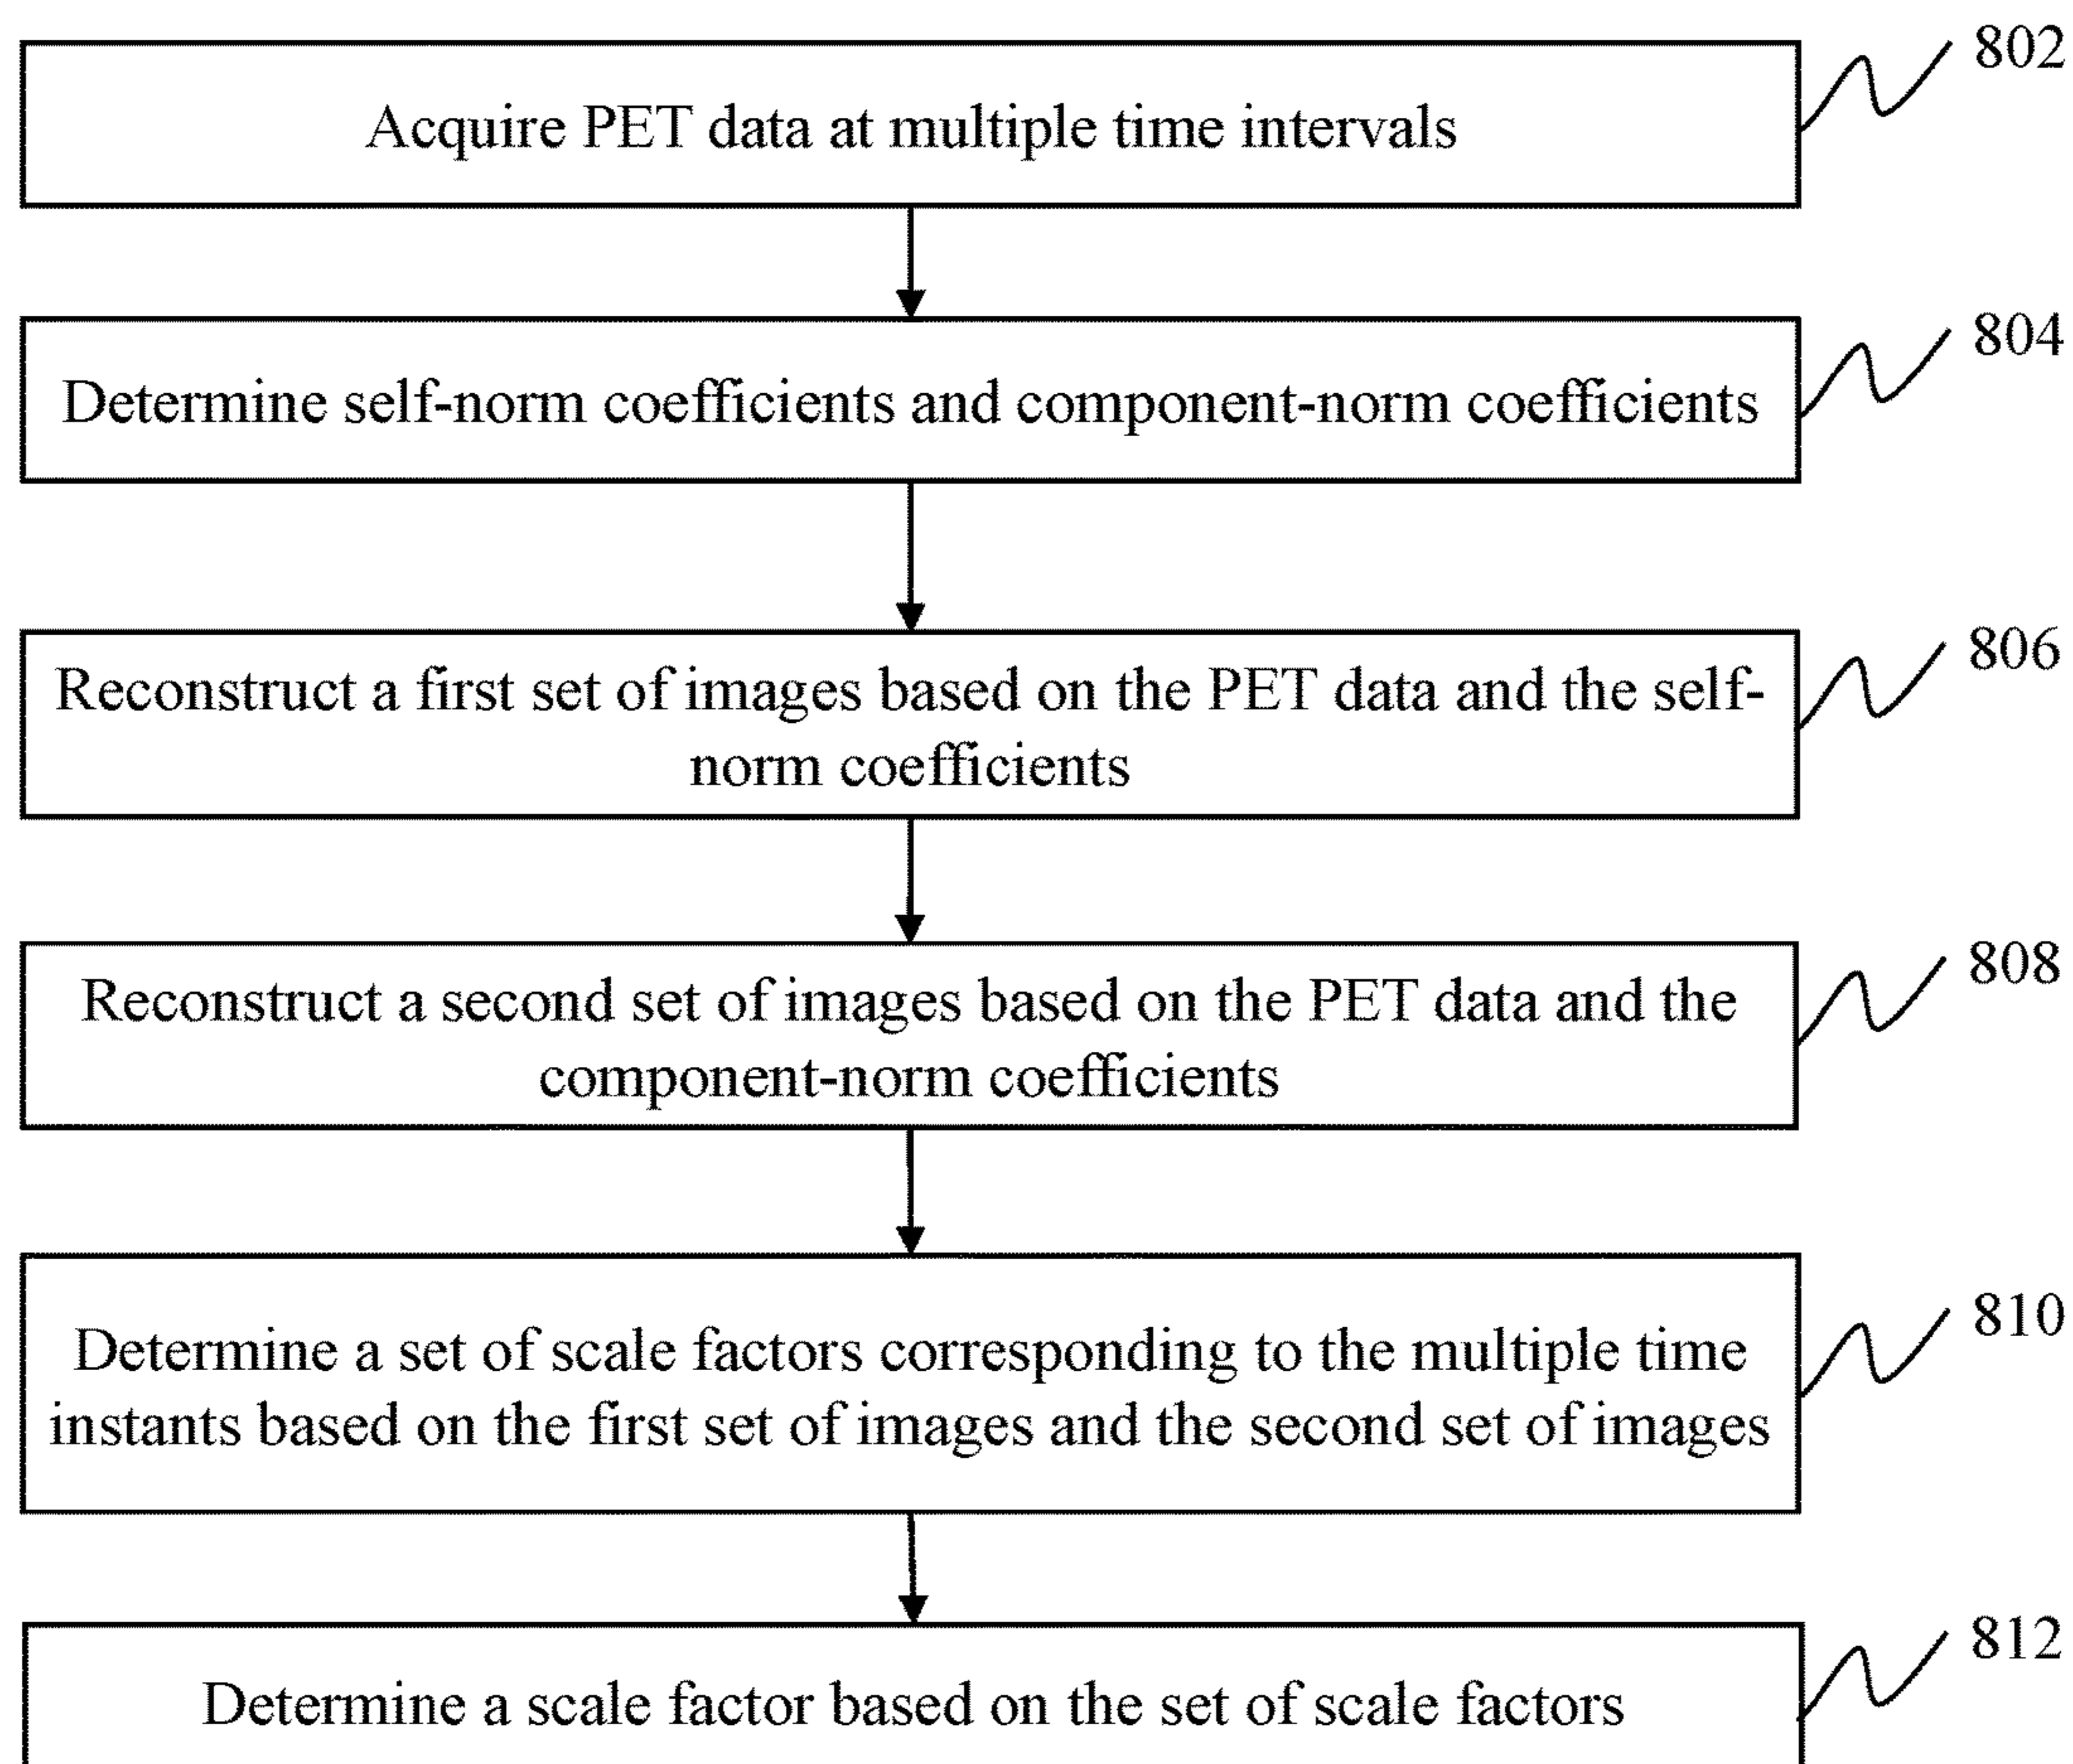 802
Acquire PET data at multiple time intervals
804
Determine self-norm coefficients and component-norm coefficients
806
Reconstruct a first set of images based on the PET data and the self-
norm coefficients
808
Reconstruct a second set of images based on the PET data and the
component-norm coefficients
810
Determine a set of scale factors corresponding to the multiple time
instants based on the first set of images and the second set of images
812
Determine a scale factor based on the set of scale factors